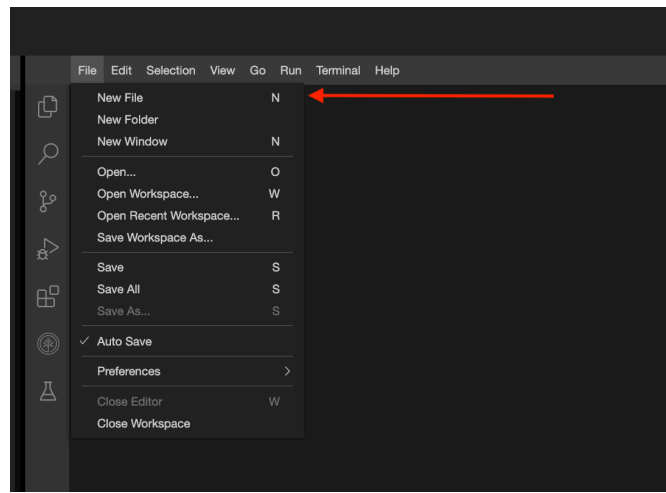 File Edit Selection View Go Run Terminal Help
New File N
New Folder
New Window N
Open... O
Open Workspace... W
Open Recent Workspace... R
Save Workspace As...
Save S
Save All S
Save As... S
Auto Save
Preferences
Close Editor W
Close Workspace